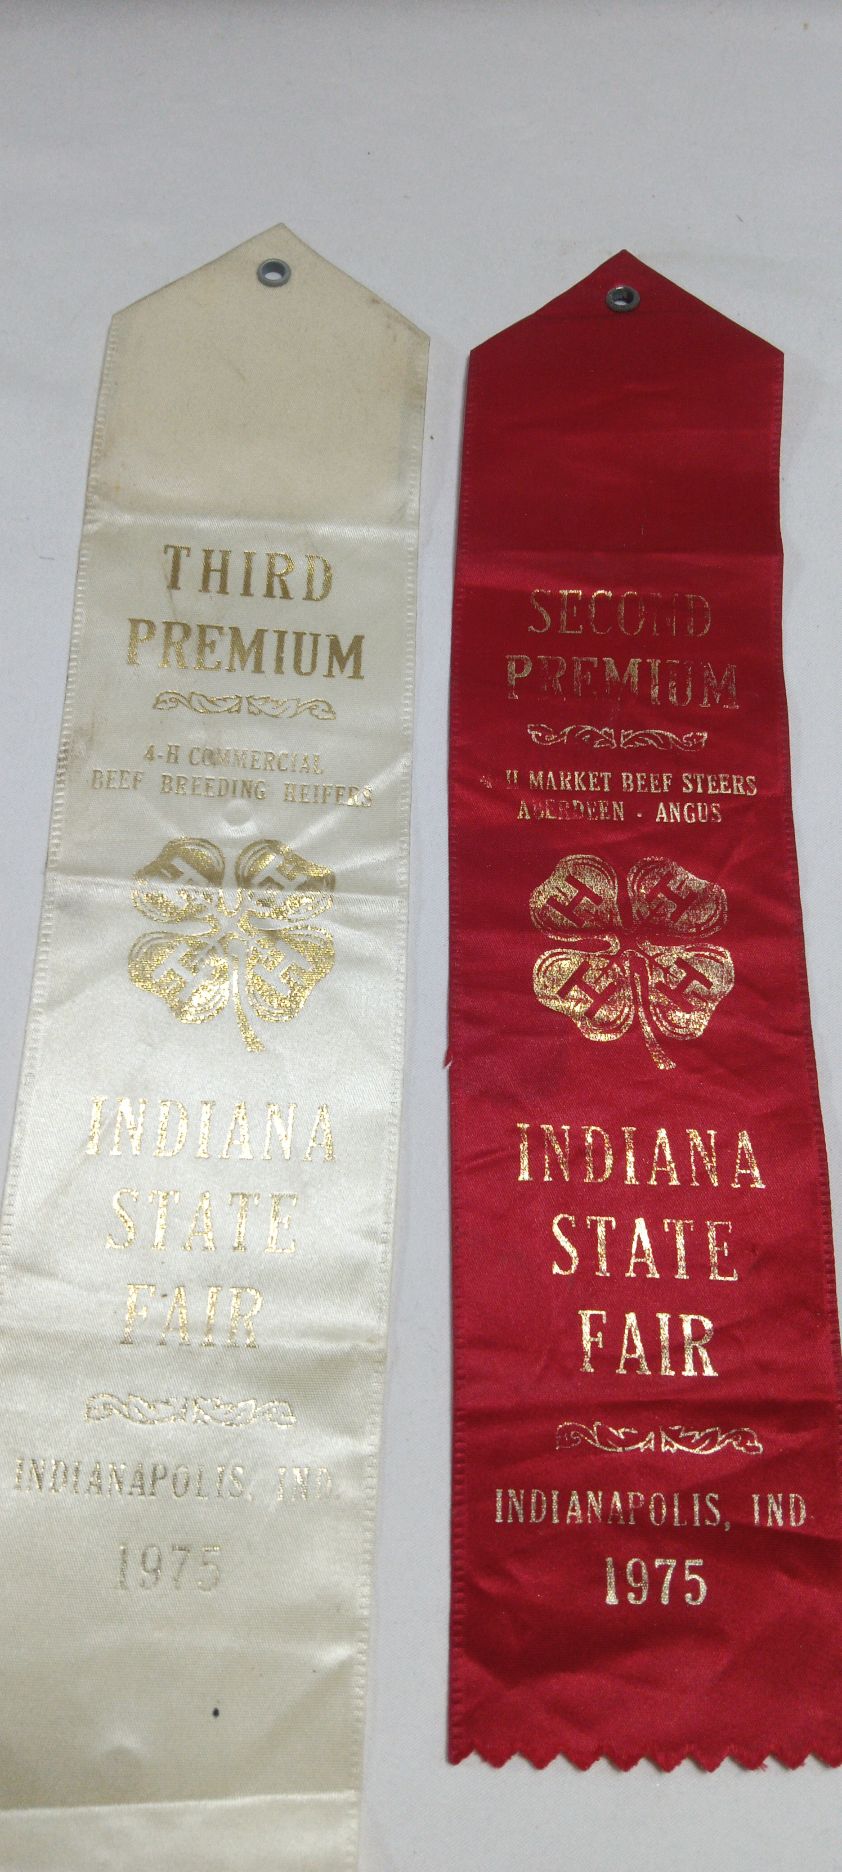 THIRD
PREMIUM
4-H COMMERCIAL
BEEF BREEDING HEIFERS
H H
H H
INDIANA
STATE
FAIR
INDIANAPOLIS, IND.
1975
SECOND
PREMIUM
4-H MARKET BEEF STEERS
ABERDEEN - ANGUS
H H
H H
INDIANA
STATE
FAIR
INDIANAPOLIS, IND.
1975